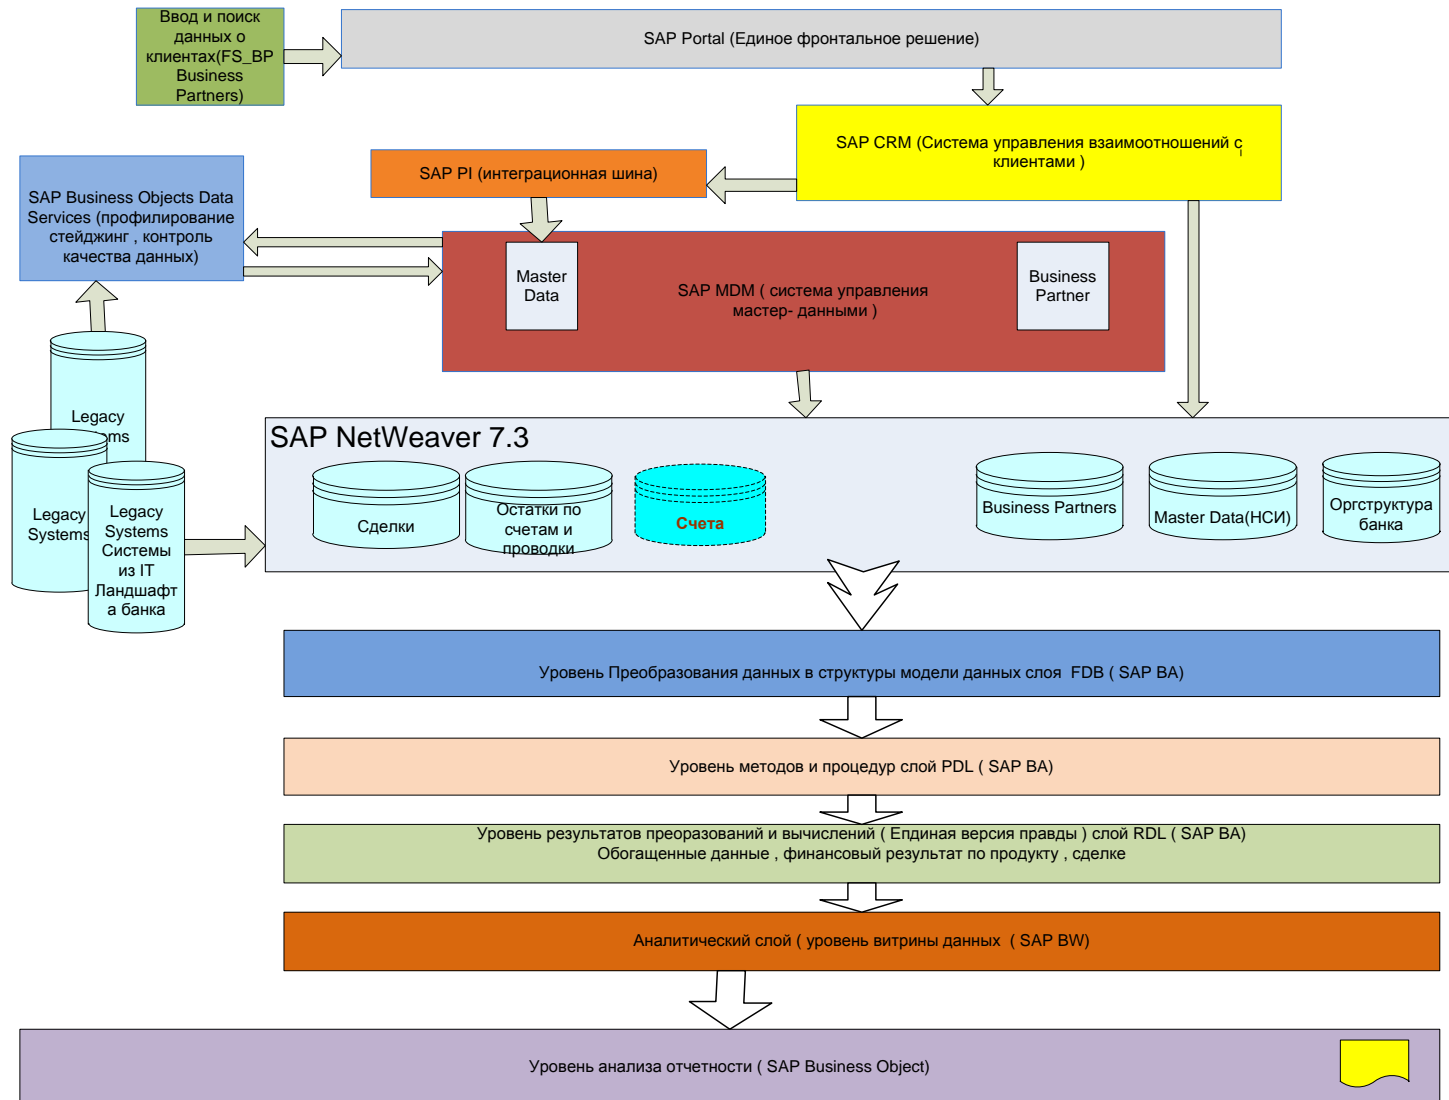 Ввод и поиск
данных о
клиентах(FS_BP
Business
Partners)
SAP Portal (Единое фронтальное решение)
SAP CRM (Система управления взаимоотношений с
клиентами )
SAP PI (интеграционная шина)
SAP Business Objects Data
Services (профилирование
стейджинг , контроль
качества данных)
Master
Data
SAP MDM ( система управления
мастер- данными )
Business
Partner
Legacy
Legacy
Systems
Legacy
Systems
Системы
из IT
Ландшафт
а банка
SAP NetWeaver 7.3
Сделки
Остатки по
счетам и
проводки
Счета
Business Partners
Master Data(НСИ)
Оргструктура
банка
Уровень Преобразования данных в структуры модели данных слоя FDB ( SAP BA)
Уровень методов и процедур слой PDL ( SAP BA)
Уровень результатов преоразований и вычислений ( Епдиная версия правды ) слой RDL ( SAP BA)
Обогащенные данные , финансовый результат по продукту , сделке
Аналитический слой ( уровень витрины данных ( SAP BW)
Уровень анализа отчетности ( SAP Business Object)